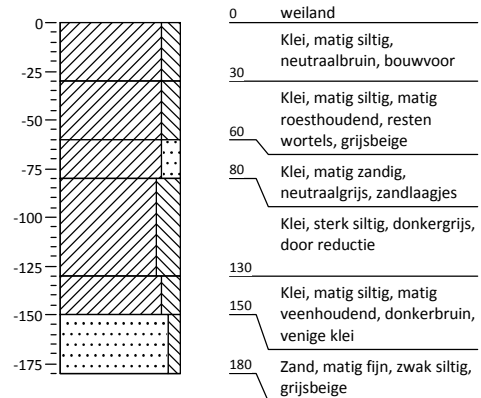 0
-25
-50
-75
-100
-125
-150
-175
0 weiland
Klei, matig siltig,
neutraalbruin, bouwvoor
30
Klei, matig siltig, matig
roesthoudend, resten
wortels, grijsbeige
60
80
Klei, matig zandig,
neutraalgrijs, zandlaagjes
Klei, sterk siltig, donkergrijs,
door reductie
130
Klei, matig siltig, matig
veenhoudend, donkerbruin,
venige klei
150
180
Zand, matig fijn, zwak siltig,
grijsbeige